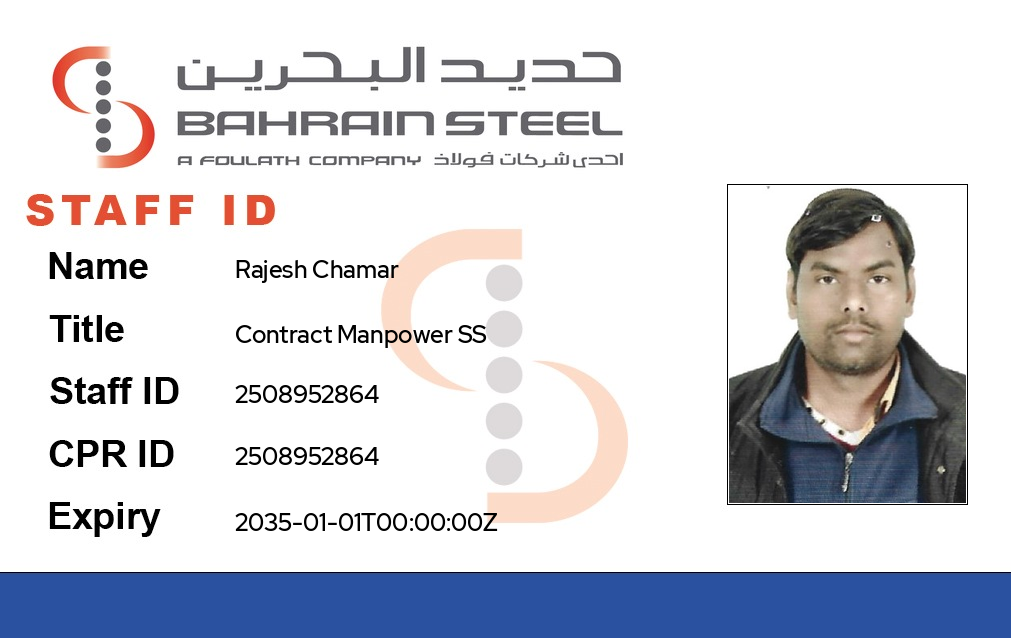 حديد البحرين
BAHRAIN STEEL
A FOULATH COMPANY احدى شركات فولاذ
STAFF ID
Name Rajesh Chamar
Title Contract Manpower SS
Staff ID 2508952864
CPR ID 2508952864
Expiry 2035-01-01T00:00:00Z